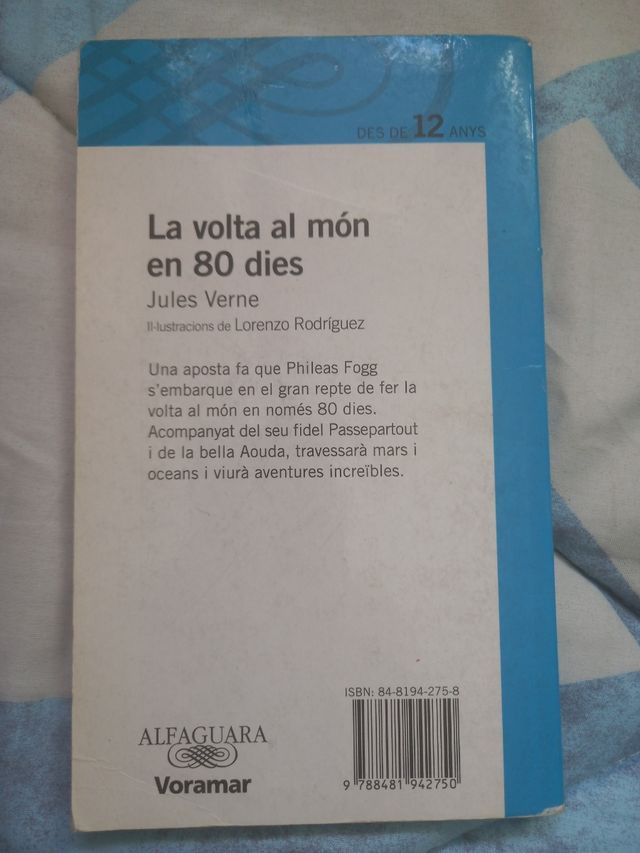 DES DE 12 ANYS
La volta al món
en 80 dies
Jules Verne
Il·lustracions de Lorenzo Rodríguez
Una aposta fa que Phileas Fogg
s'embarque en el gran repte de fer la
volta al món en només 80 dies.
Acompanyat del seu fidel Passepartout
i de la bella Aouda, travessarà mars i
oceans i viurà aventures increïbles.
ISBN: 84-8194-275-8
ALFAGUARA
Voramar
9 788481 942750